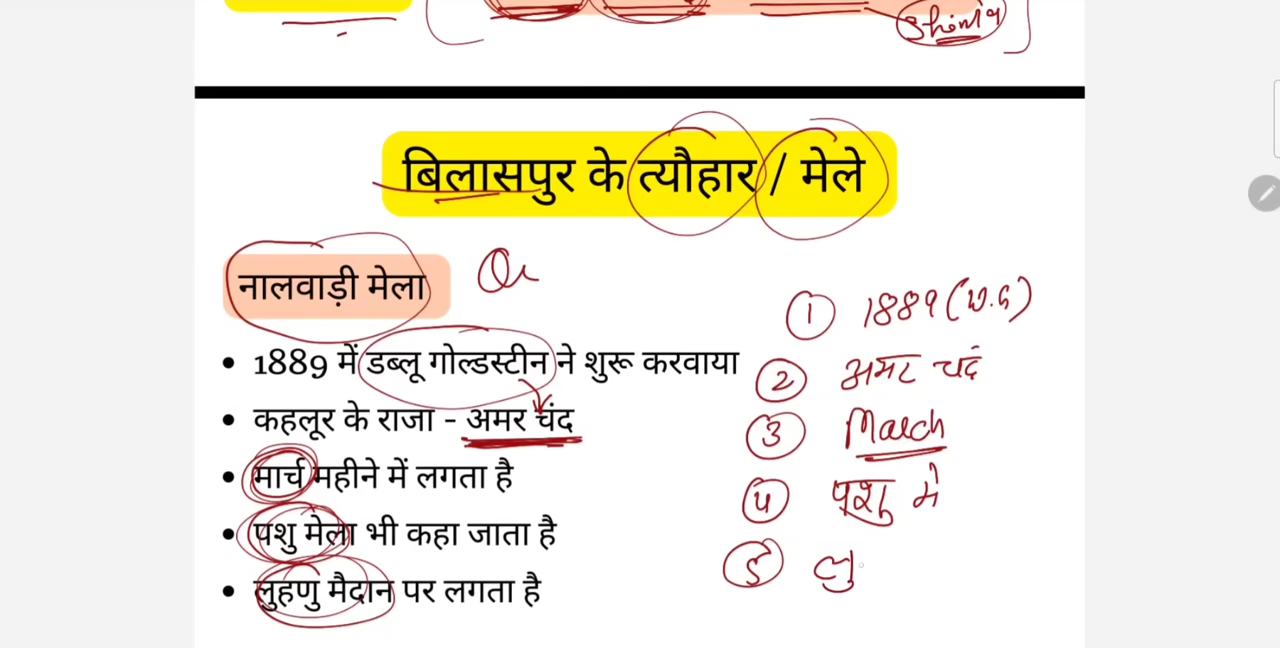 Shimla
बिलासपुर के त्यौहार / मेले
नालवाड़ी मेला
• 1889 में डब्लू गोल्डस्टीन ने शुरू करवाया
• कहलूर के राजा - अमर चंद
• मार्च महीने में लगता है
• पशु मेला भी कहा जाता है
• लुहणु मैदान पर लगता है
① 1889 (W.G)
② अमर चंद
③ March
④ पशु मे
⑤ लु